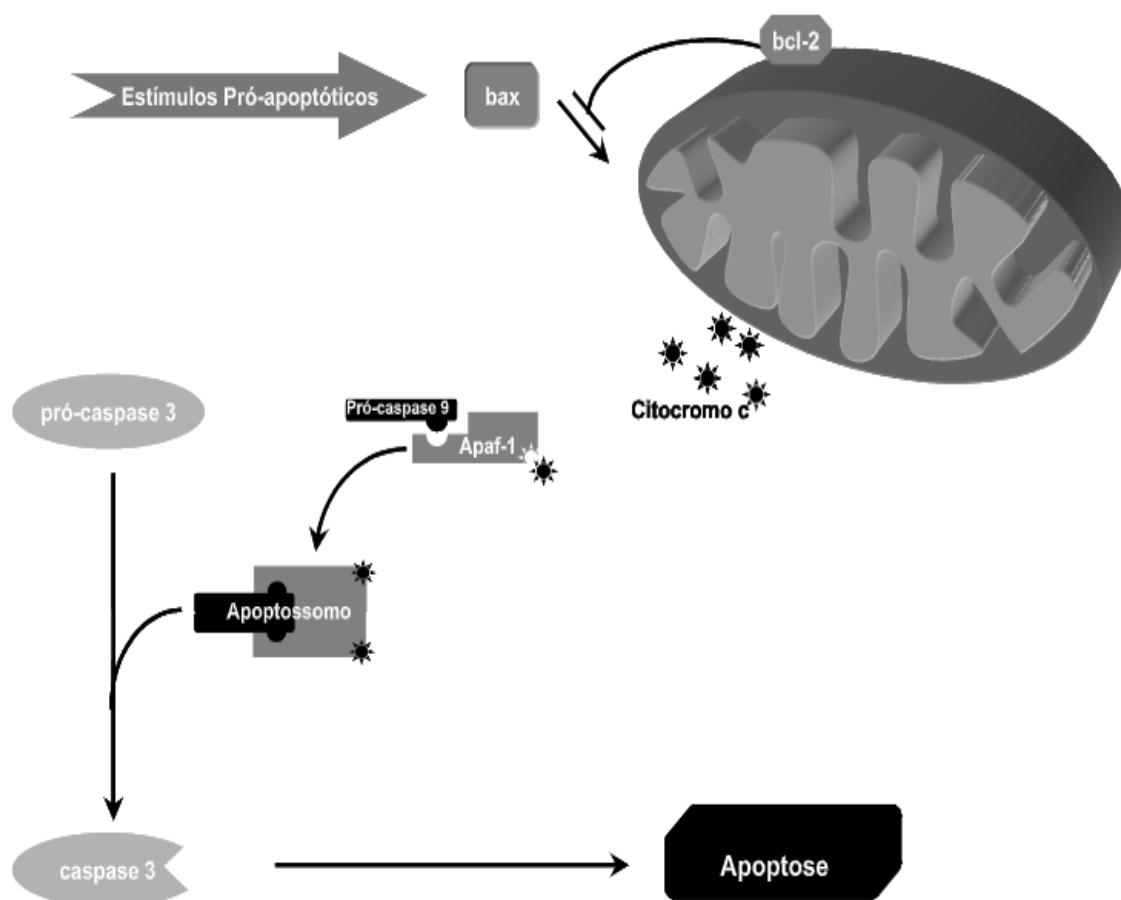 bcl-2
Estímulos Pró-apoptóticos
bax
Citocromo c
pró-caspase 3
Pró-caspase 9
Apaf-1
Apoptossomo
caspase 3
Apoptose